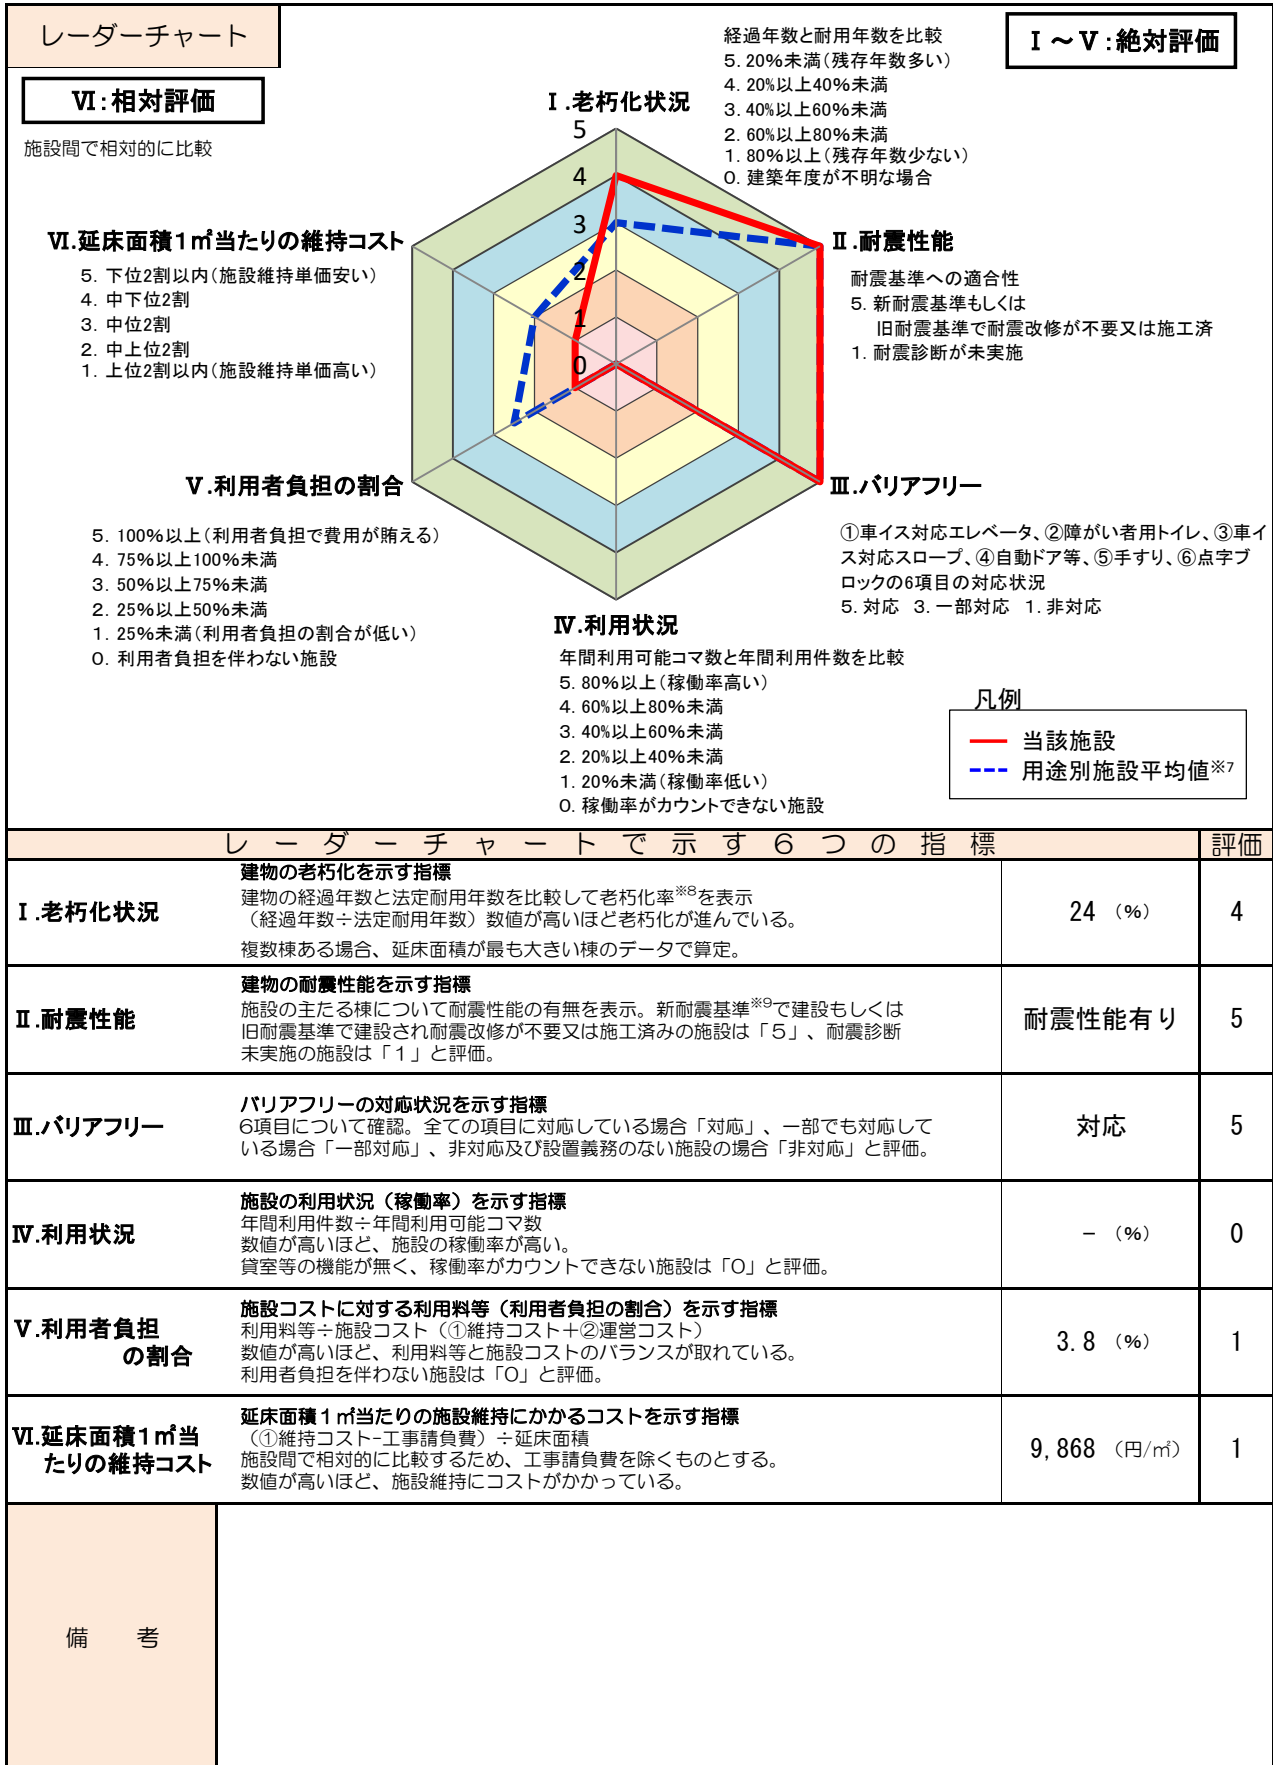 レーダーチャート
Ⅰ～Ⅴ:絶対評価
Ⅵ:相対評価
施設間で相対的に比較
経過年数と耐用年数を比較
5. 20%未満(残存年数多い)
4. 20%以上40%未満
3. 40%以上60%未満
2. 60%以上80%未満
1. 80%以上(残存年数少ない)
0. 建築年度が不明な場合
Ⅰ.老朽化状況
5
4
3
2
1
0
Ⅱ.耐震性能
耐震基準への適合性
5. 新耐震基準もしくは
旧耐震基準で耐震改修が不要又は施工済
1. 耐震診断が未実施
Ⅵ.延床面積1㎡当たりの維持コスト
5. 下位2割以内(施設維持単価安い)
4. 中下位2割
3. 中位2割
2. 中上位2割
1. 上位2割以内(施設維持単価高い)
Ⅴ.利用者負担の割合
5. 100%以上(利用者負担で費用が賄える)
4. 75%以上100%未満
3. 50%以上75%未満
2. 25%以上50%未満
1. 25%未満(利用者負担の割合が低い)
0. 利用者負担を伴わない施設
Ⅲ.バリアフリー
①車イス対応エレベータ、②障がい者用トイレ、③車イ
ス対応スロープ、④自動ドア等、⑤手すり、⑥点字ブ
ロックの6項目の対応状況
5. 対応 3. 一部対応 1. 非対応
Ⅳ.利用状況
年間利用可能コマ数と年間利用件数を比較
5. 80%以上(稼働率高い)
4. 60%以上80%未満
3. 40%以上60%未満
2. 20%以上40%未満
1. 20%未満(稼働率低い)
0. 稼働率がカウントできない施設
凡例
当該施設
用途別施設平均値※7
レーダーチャートで示す6つの指標 評価
Ⅰ.老朽化状況
建物の老朽化を示す指標
建物の経過年数と法定耐用年数を比較して老朽化率※8を表示
(経過年数÷法定耐用年数)数値が高いほど老朽化が進んでいる。
複数棟ある場合、延床面積が最も大きい棟のデータで算定。
24 (%) 4
Ⅱ.耐震性能
建物の耐震性能を示す指標
施設の主たる棟について耐震性能の有無を表示。新耐震基準※9で建設もしくは
旧耐震基準で建設され耐震改修が不要又は施工済みの施設は「5」、耐震診断
未実施の施設は「1」と評価。
耐震性能有り 5
Ⅲ.バリアフリー
バリアフリーの対応状況を示す指標
6項目について確認。全ての項目に対応している場合「対応」、一部でも対応して
いる場合「一部対応」、非対応及び設置義務のない施設の場合「非対応」と評価。
対応 5
Ⅳ.利用状況
施設の利用状況(稼働率)を示す指標
年間利用件数÷年間利用可能コマ数
数値が高いほど、施設の稼働率が高い。
貸室等の機能が無く、稼働率がカウントできない施設は「0」と評価。
- (%) 0
Ⅴ.利用者負担
の割合
施設コストに対する利用料等(利用者負担の割合)を示す指標
利用料等÷施設コスト(①維持コスト+②運営コスト)
数値が高いほど、利用料等と施設コストのバランスが取れている。
利用者負担を伴わない施設は「0」と評価。
3.8 (%) 1
Ⅵ.延床面積1㎡当
たりの維持コスト
延床面積1㎡当たりの施設維持にかかるコストを示す指標
(①維持コスト-工事請負費)÷延床面積
施設間で相対的に比較するため、工事請負費を除くものとする。
数値が高いほど、施設維持にコストがかかっている。
9,868 (円/㎡) 1
備 考